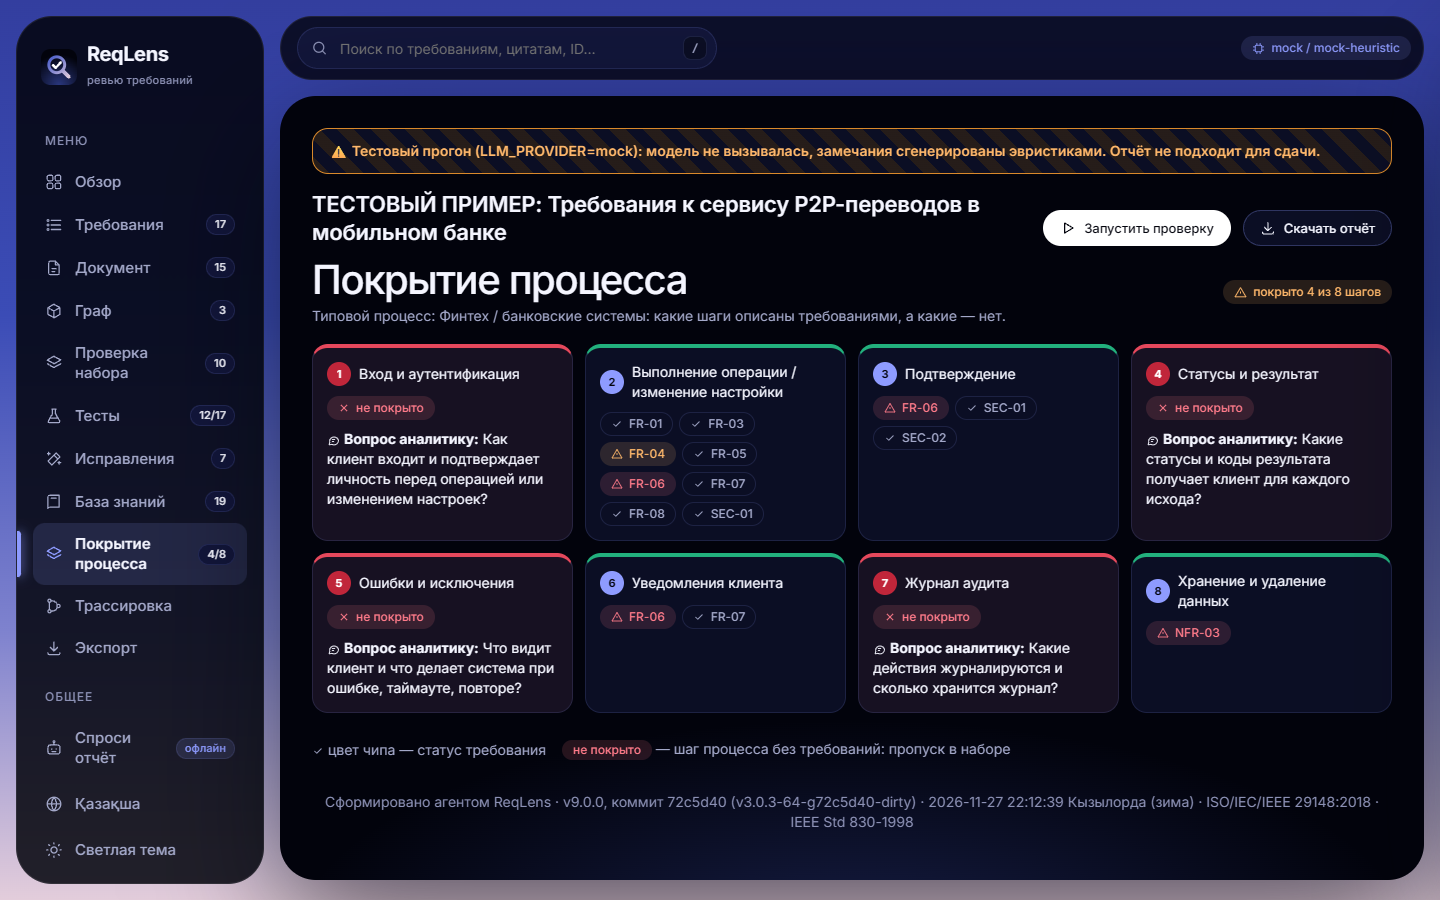 ReqLens
ревью требований
МЕНЮ
Обзор
Требования 17
Документ 15
Граф 3
Проверка
набора 10
Тесты 12/17
Исправления 7
База знаний 19
Покрытие
процесса 4/8
Трассировка
Экспорт
ОБЩЕЕ
Спроси
отчёт офлайн
Қазақша
Светлая тема
Поиск по требованиям, цитатам, ID... /
mock / mock-heuristic
Тестовый прогон (LLM_PROVIDER=mock): модель не вызывалась, замечания сгенерированы эвристиками. Отчёт не подходит для сдачи.
ТЕСТОВЫЙ ПРИМЕР: Требования к сервису P2P-переводов в
мобильном банке
Запустить проверку
Скачать отчёт
Покрытие процесса
покрыто 4 из 8 шагов
Типовой процесс: Финтех / банковские системы: какие шаги описаны требованиями, а какие — нет.
1 Вход и аутентификация
не покрыто
Вопрос аналитику: Как
клиент входит и подтверждает
личность перед операцией или
изменением настроек?
2 Выполнение операции /
изменение настройки
FR-01 FR-03
FR-04 FR-05
FR-06 FR-07
FR-08 SEC-01
3 Подтверждение
FR-06 SEC-01
SEC-02
4 Статусы и результат
не покрыто
Вопрос аналитику: Какие
статусы и коды результата
получает клиент для каждого
исхода?
5 Ошибки и исключения
не покрыто
Вопрос аналитику: Что видит
клиент и что делает система при
ошибке, таймауте, повторе?
6 Уведомления клиента
FR-06 FR-07
7 Журнал аудита
не покрыто
Вопрос аналитику: Какие
действия журналируются и
сколько хранится журнал?
8 Хранение и удаление
данных
NFR-03
цвет чипа — статус требования не покрыто — шаг процесса без требований: пропуск в наборе
Сформировано агентом ReqLens · v9.0.0, коммит 72c5d40 (v3.0.3-64-g72c5d40-dirty) · 2026-11-27 22:12:39 Кызылорда (зима) · ISO/IEC/IEEE 29148:2018 ·
IEEE Std 830-1998